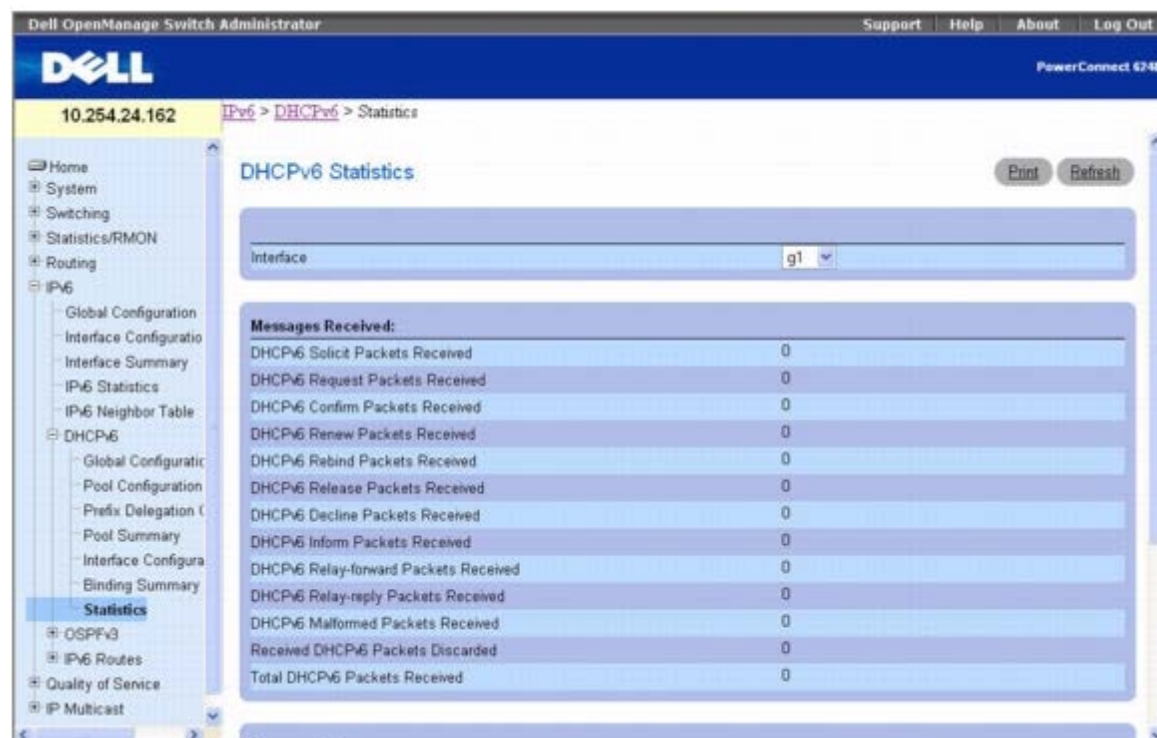 Dell OpenManage Switch Administrator
Support Help About Log Out
DELL
PowerConnect
10.254.24.162
IPv6 > DHCPv6 > Statistics
Home
System
Switching
Statistics/RMON
Routing
IPv6
Global Configuration
Interface Configuratio
Interface Summary
IPv6 Statistics
IPv6 Neighbor Table
DHCPv6
Global Configuratic
Pool Configuration
Prefix Delegation
Pool Summary
Interface Configura
Binding Summary
Statistics
OSPFv3
IPv6 Routes
Quality of Service
IP Multicast
DHCPv6 Statistics
Print Refresh
Interface g1
Messages Received:
DHCPv6 Solicit Packets Received 0
DHCPv6 Request Packets Received 0
DHCPv6 Confirm Packets Received 0
DHCPv6 Renew Packets Received 0
DHCPv6 Rebind Packets Received 0
DHCPv6 Release Packets Received 0
DHCPv6 Decline Packets Received 0
DHCPv6 Inform Packets Received 0
DHCPv6 Relay-forward Packets Received 0
DHCPv6 Relay-reply Packets Received 0
DHCPv6 Malformed Packets Received 0
Received DHCPv6 Packets Discarded 0
Total DHCPv6 Packets Received 0